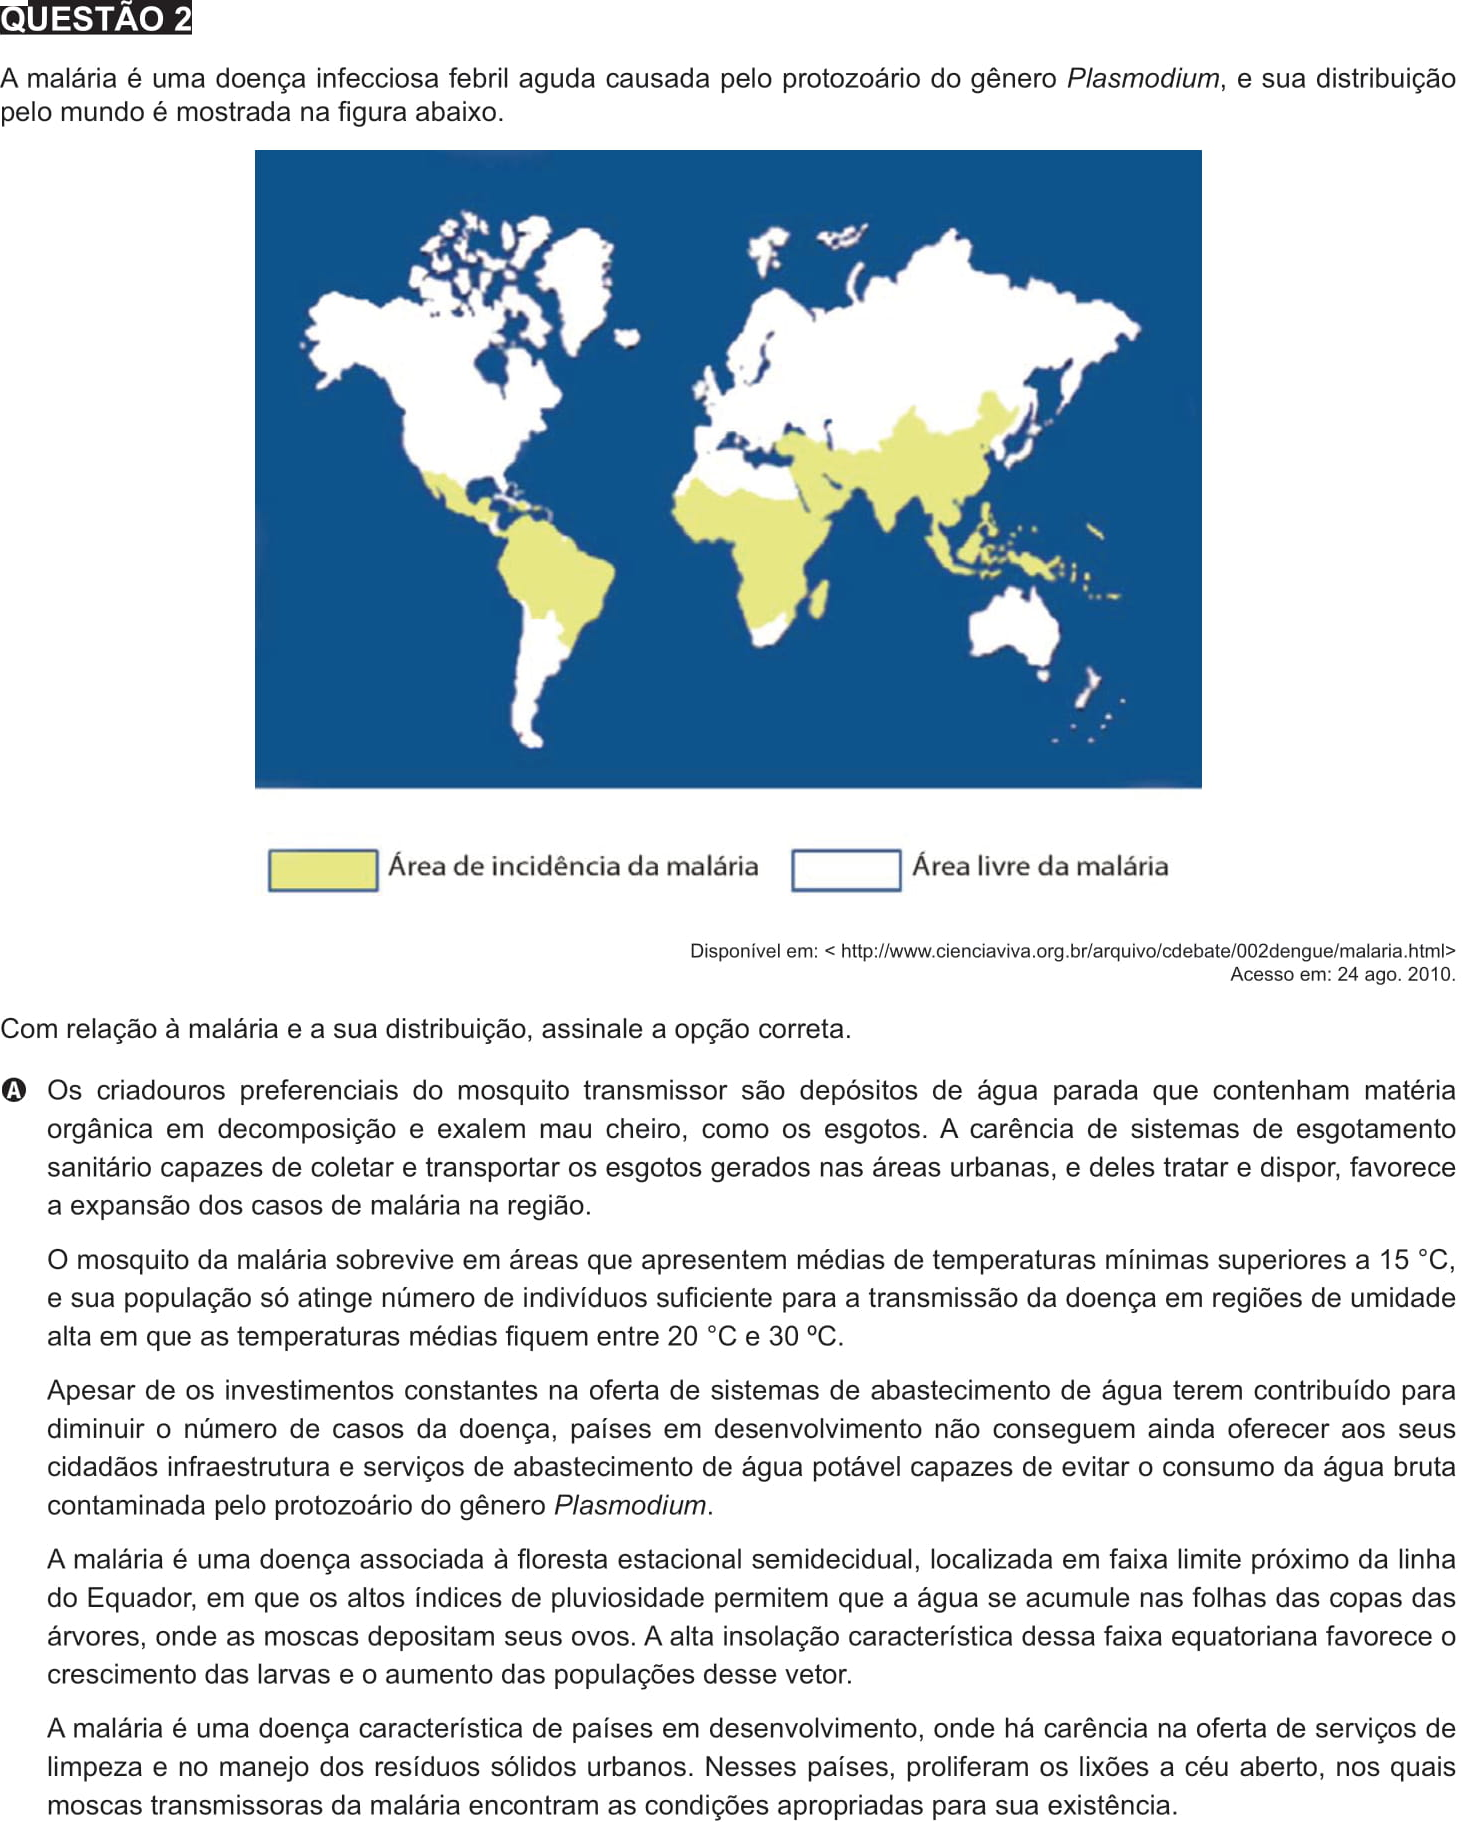 QUESTÃO 2
A malária é uma doença infecciosa febril aguda causada pelo protozoário do gênero Plasmodium, e sua distribuição
pelo mundo é mostrada na figura abaixo.
Área de incidência da malária
Área livre da malária
Disponível em: < http://www.cienciaviva.org.br/arquivo/cdebate/002dengue/malaria.html>
Acesso em: 24 ago. 2010.
Com relação à malária e a sua distribuição, assinale a opção correta.
A Os criadouros preferenciais do mosquito transmissor são depósitos de água parada que contenham matéria
orgânica em decomposição e exalem mau cheiro, como os esgotos. A carência de sistemas de esgotamento
sanitário capazes de coletar e transportar os esgotos gerados nas áreas urbanas, e deles tratar e dispor, favorece
a expansão dos casos de malária na região.
O mosquito da malária sobrevive em áreas que apresentem médias de temperaturas mínimas superiores a 15 °C,
e sua população só atinge número de indivíduos suficiente para a transmissão da doença em regiões de umidade
alta em que as temperaturas médias fiquem entre 20 °C e 30 ºC.
Apesar de os investimentos constantes na oferta de sistemas de abastecimento de água terem contribuído para
diminuir o número de casos da doença, países em desenvolvimento não conseguem ainda oferecer aos seus
cidadãos infraestrutura e serviços de abastecimento de água potável capazes de evitar o consumo da água bruta
contaminada pelo protozoário do gênero Plasmodium.
A malária é uma doença associada à floresta estacional semidecidual, localizada em faixa limite próximo da linha
do Equador, em que os altos índices de pluviosidade permitem que a água se acumule nas folhas das copas das
árvores, onde as moscas depositam seus ovos. A alta insolação característica dessa faixa equatoriana favorece o
crescimento das larvas e o aumento das populações desse vetor.
A malária é uma doença característica de países em desenvolvimento, onde há carência na oferta de serviços de
limpeza e no manejo dos resíduos sólidos urbanos. Nesses países, proliferam os lixões a céu aberto, nos quais
moscas transmissoras da malária encontram as condições apropriadas para sua existência.